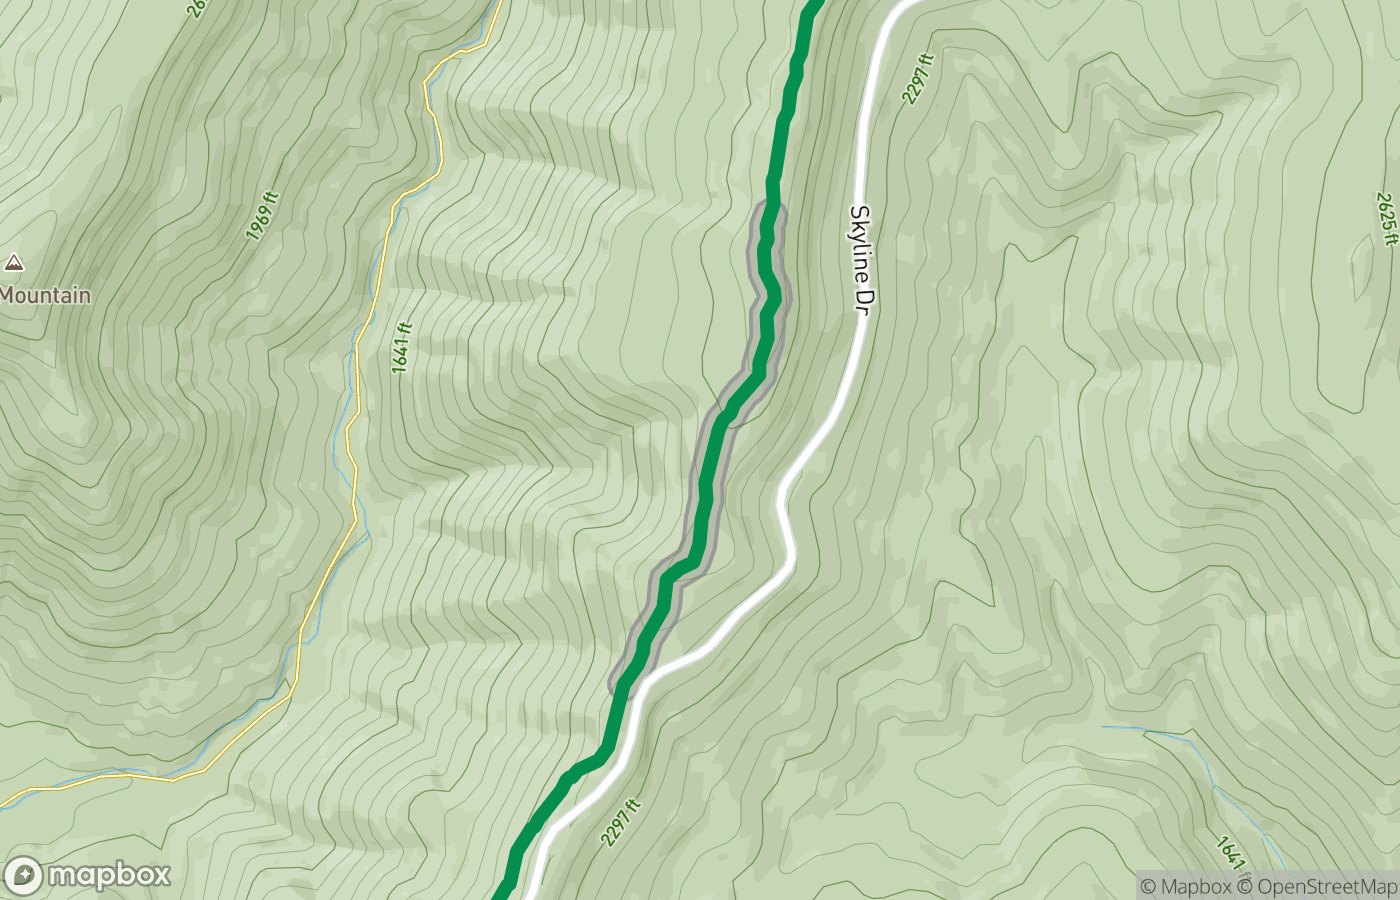 2297 ft
1969 ft
2625 ft
Skyline Dr
Mountain
1641 ft
2297 ft
1641 ft
mapbox
© Mapbox © OpenStreetMap